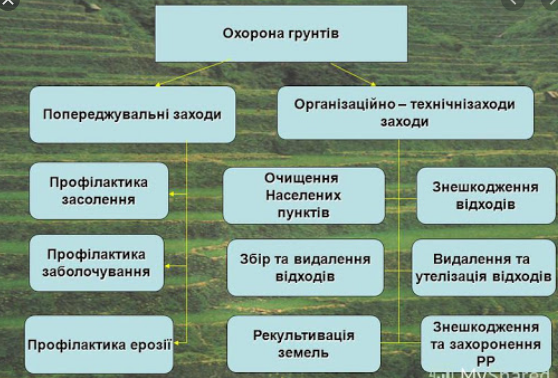 Охорона грунтів
Попереджувальні заходи
Організаційно – технічнізаходи
заходи
Профілактика
засолення
Очищення
Населених
пунктів
Знешкодження
відходів
Профілактика
заболочування
Збір та видалення
відходів
Видалення та
утелізація відходів
Профілактика ерозії
Рекультивація
земель
Знешкодження
та захоронення
РР
MyShared